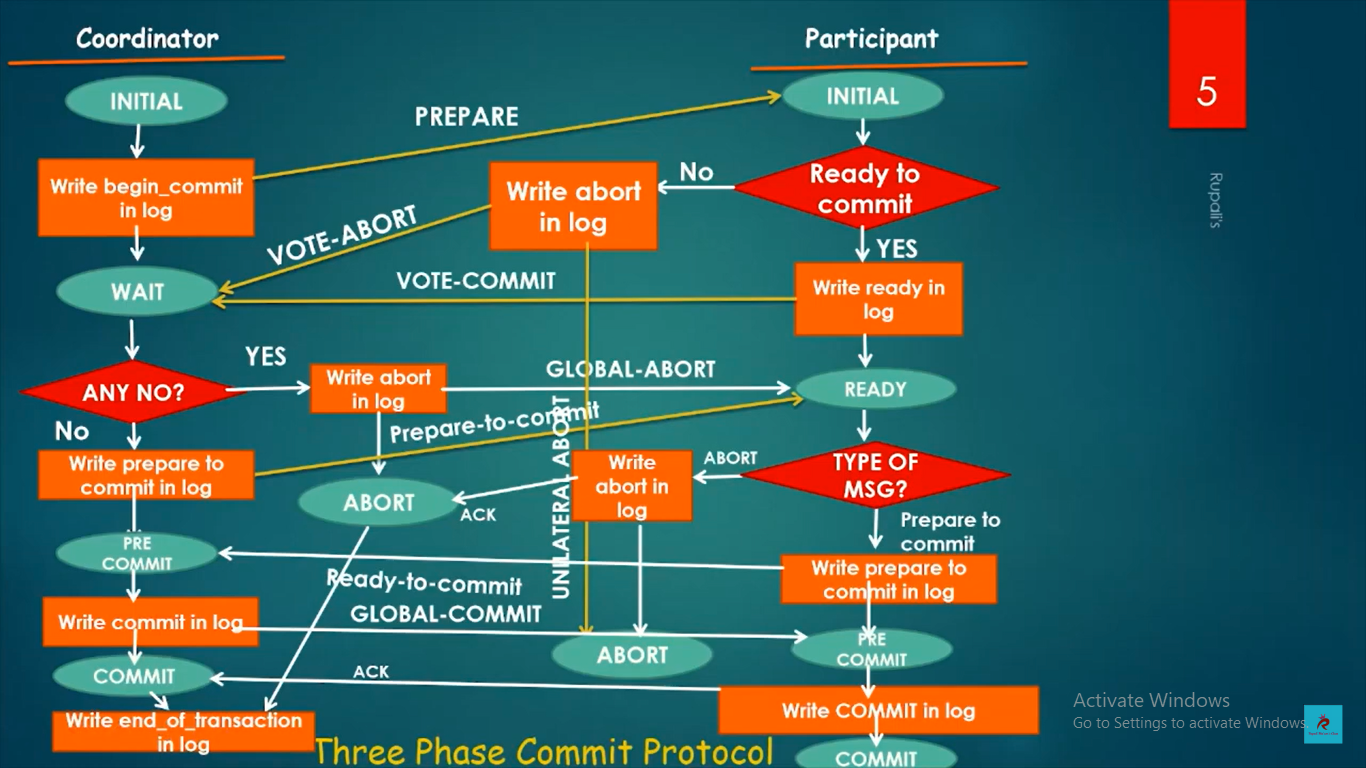 Coordinator
Participant
INITIAL
INITIAL
5
PREPARE
Write begin_commit
in log
Write abort
in log
No
Ready to
commit
Rupali's
VOTE-ABORT
YES
WAIT
VOTE-COMMIT
Write ready in
log
YES
ANY NO?
Write abort
in log
GLOBAL-ABORT
READY
No
Prepare-to-commit
Write prepare to
commit in log
ABORT
ACK
UNILATERAL ABORT
Write
abort in
log
ABORT
TYPE OF
MSG?
Prepare to
commit
PRE
COMMIT
Ready-to-commit
Write prepare to
commit in log
Write commit in log
GLOBAL-COMMIT
ABORT
PRE
COMMIT
COMMIT
ACK
Write COMMIT in log
Write end_of_transaction
in log
Three Phase Commit Protocol
COMMIT
Activate Windows
Go to Settings to activate Windows.